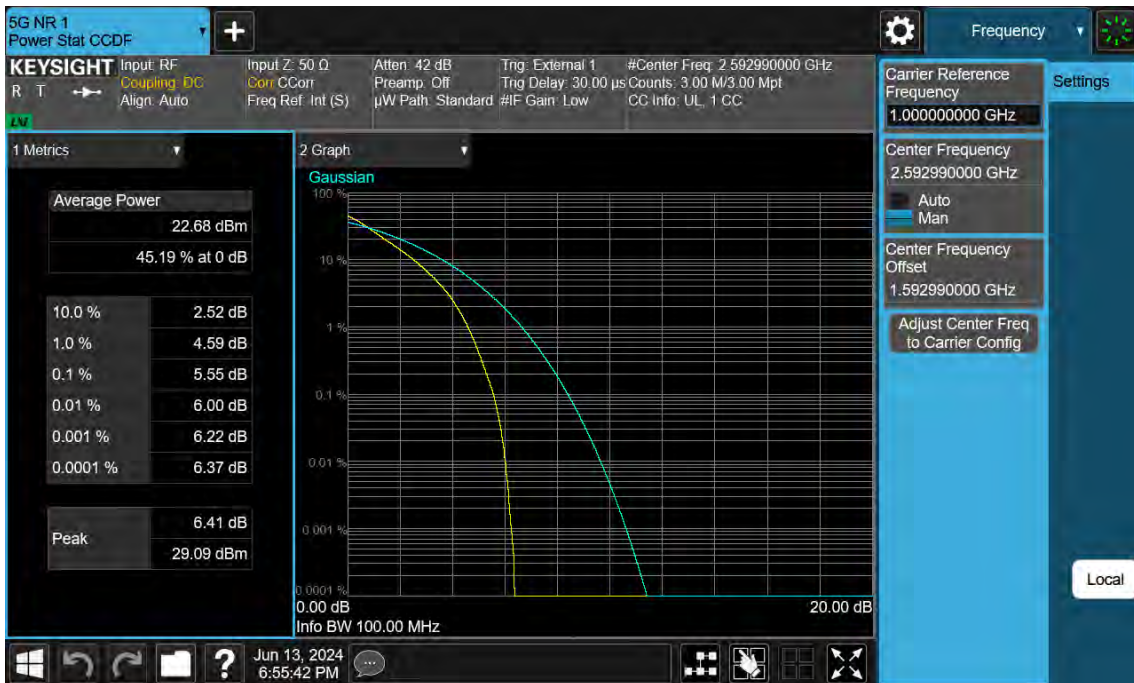 5G NR 1
Power Stat CCDF
+
Frequency
KEYSIGHT
R T
LNI
Input: RF
Coupling: DC
Align: Auto
Input Z: 50 Ω
Corr CCorr
Freq Ref: Int (S)
Atten: 42 dB
Preamp: Off
µW Path: Standard
Trig: External 1
Trig Delay: 30.00 µs
#IF Gain: Low
#Center Freq: 2.592990000 GHz
Counts: 3.00 M/3.00 Mpt
CC Info: UL, 1 CC
1 Metrics
Average Power
22.68 dBm
45.19 % at 0 dB
10.0 % 2.52 dB
1.0 % 4.59 dB
0.1 % 5.55 dB
0.01 % 6.00 dB
0.001 % 6.22 dB
0.0001 % 6.37 dB
Peak
6.41 dB
29.09 dBm
2 Graph
Gaussian
100 %
10 %
1 %
0.1 %
0.01 %
0.001 %
0.0001 %
0.00 dB 20.00 dB
Info BW 100.00 MHz
Carrier Reference
Frequency
1.000000000 GHz
Center Frequency
2.592990000 GHz
Auto
Man
Center Frequency
Offset
1.592990000 GHz
Adjust Center Freq
to Carrier Config
Settings
Local
?
Jun 13, 2024
6:55:42 PM